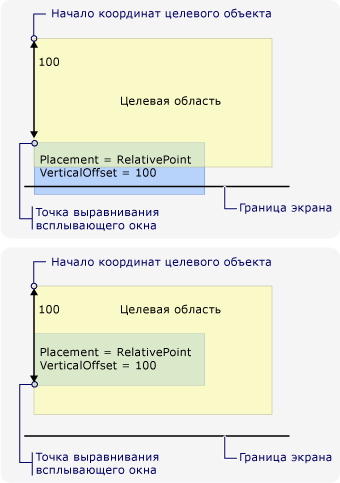 Начало координат целевого объекта
100
Целевая область
Placement = RelativePoint
VerticalOffset = 100
Граница экрана
Точка выравнивания
всплывающего окна
Начало координат целевого объекта
100
Целевая область
Placement = RelativePoint
VerticalOffset = 100
Граница экрана
Точка выравнивания
всплывающего окна